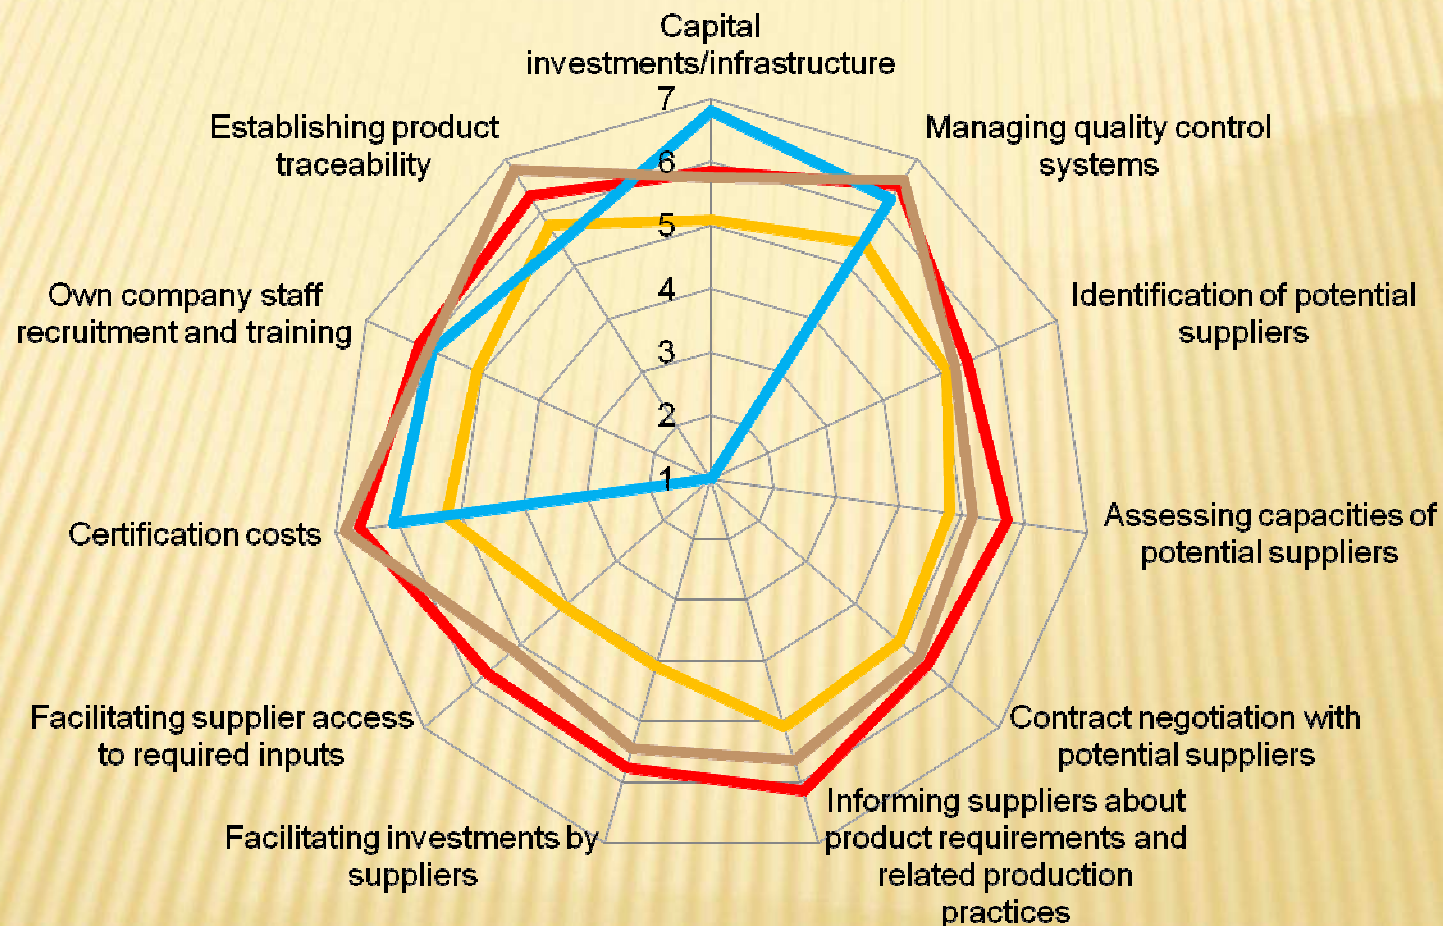 Capital
investments/infrastructure
Managing quality control
systems
Identification of potential
suppliers
Assessing capacities of
potential suppliers
Contract negotiation with
potential suppliers
Informing suppliers about
product requirements and
related production
practices
Facilitating investments by
suppliers
Facilitating supplier access
to required inputs
Certification costs
Own company staff
recruitment and training
Establishing product
traceability
7
6
5
4
3
2
1